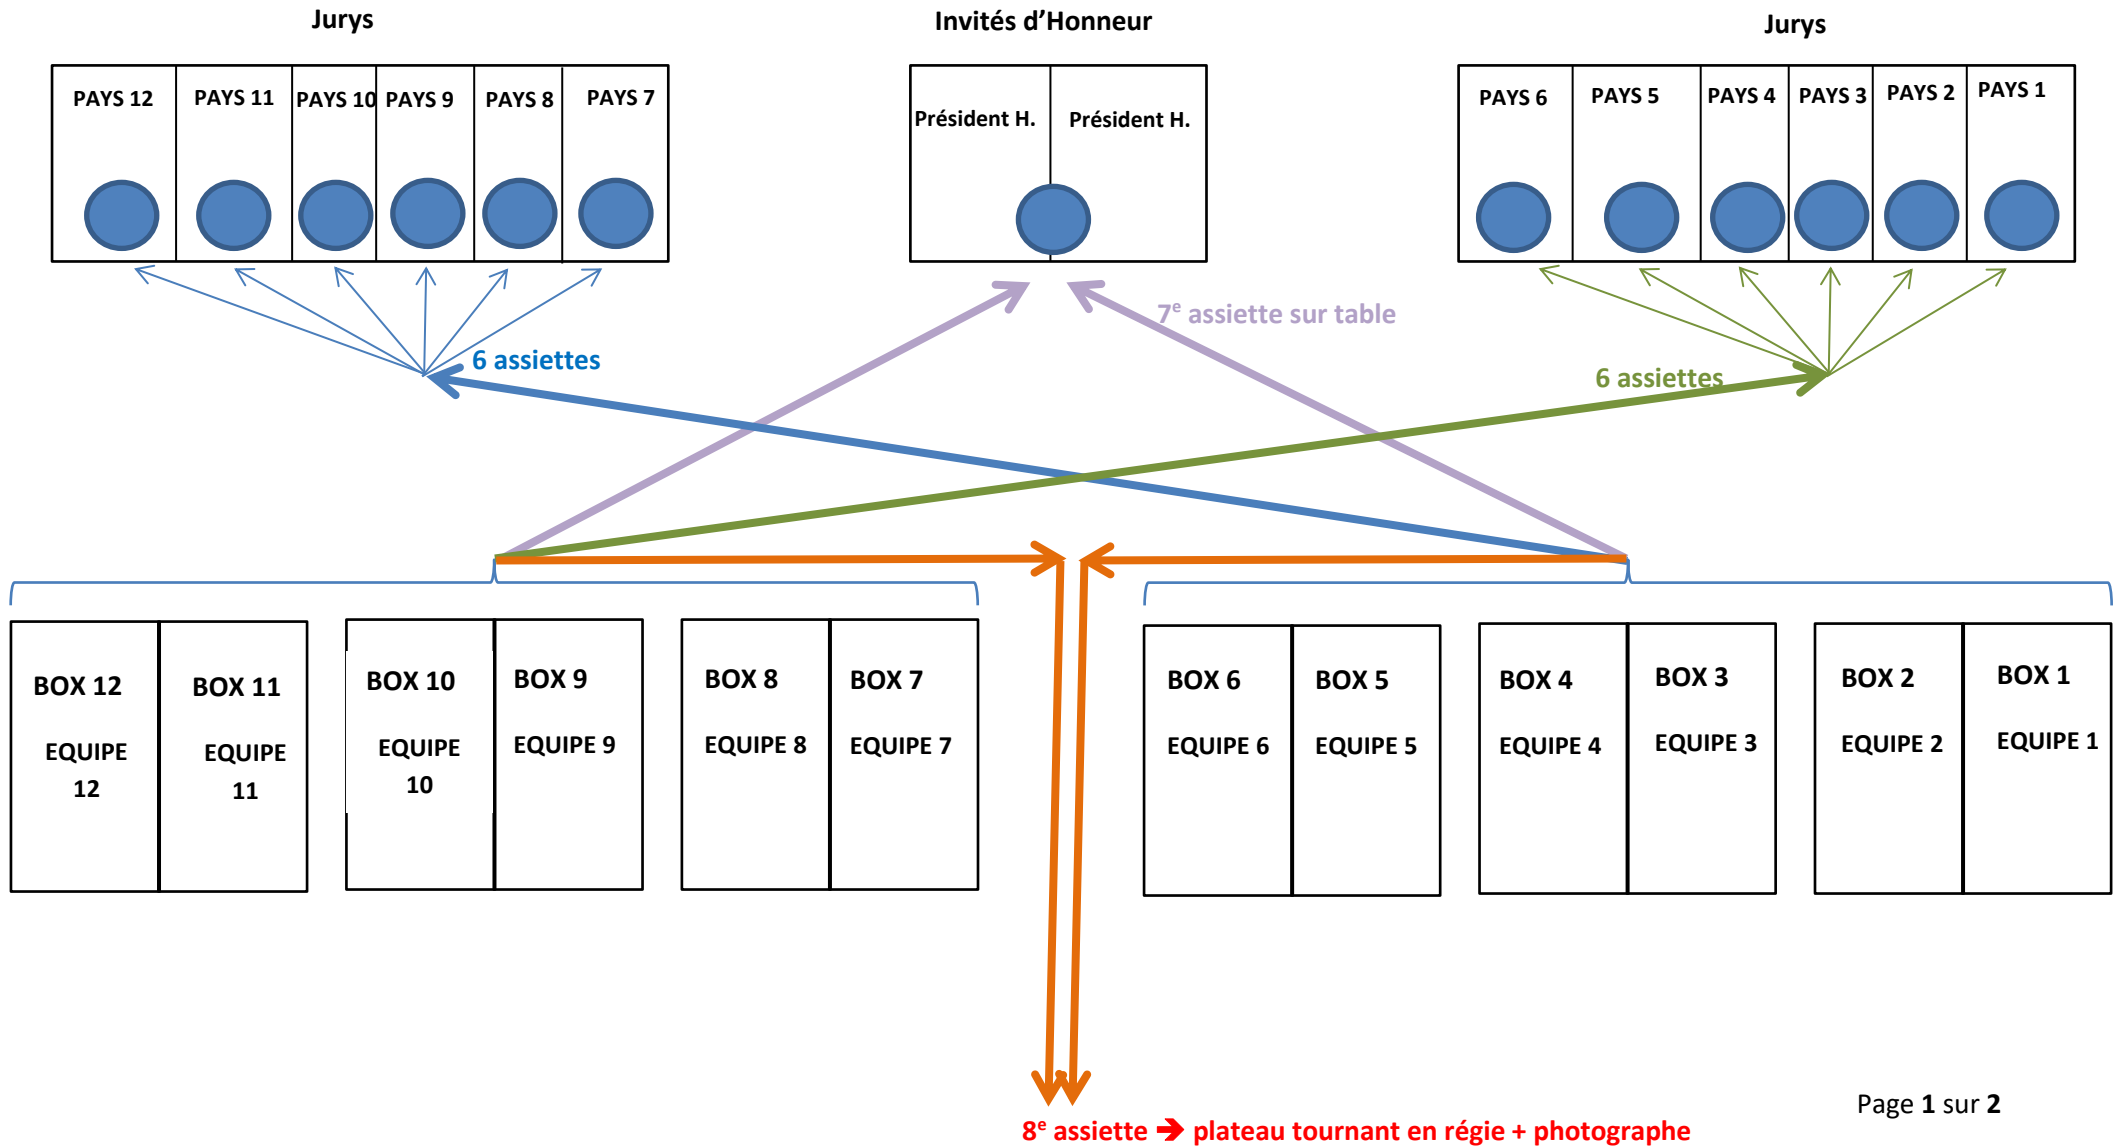 Jurys
Invités d’Honneur
Jurys
PAYS 12
PAYS 11
PAYS 10
PAYS 9
PAYS 8
PAYS 7
Président H.
Président H.
PAYS 6
PAYS 5
PAYS 4
PAYS 3
PAYS 2
PAYS 1
7e assiette sur table
6 assiettes
6 assiettes
BOX 12
EQUIPE
12
BOX 11
EQUIPE
11
BOX 10
EQUIPE
10
BOX 9
EQUIPE 9
BOX 8
EQUIPE 8
BOX 7
EQUIPE 7
BOX 6
EQUIPE 6
BOX 5
EQUIPE 5
BOX 4
EQUIPE 4
BOX 3
EQUIPE 3
BOX 2
EQUIPE 2
BOX 1
EQUIPE 1
8e assiette ➔ plateau tournant en régie + photographe
Page 1 sur 2